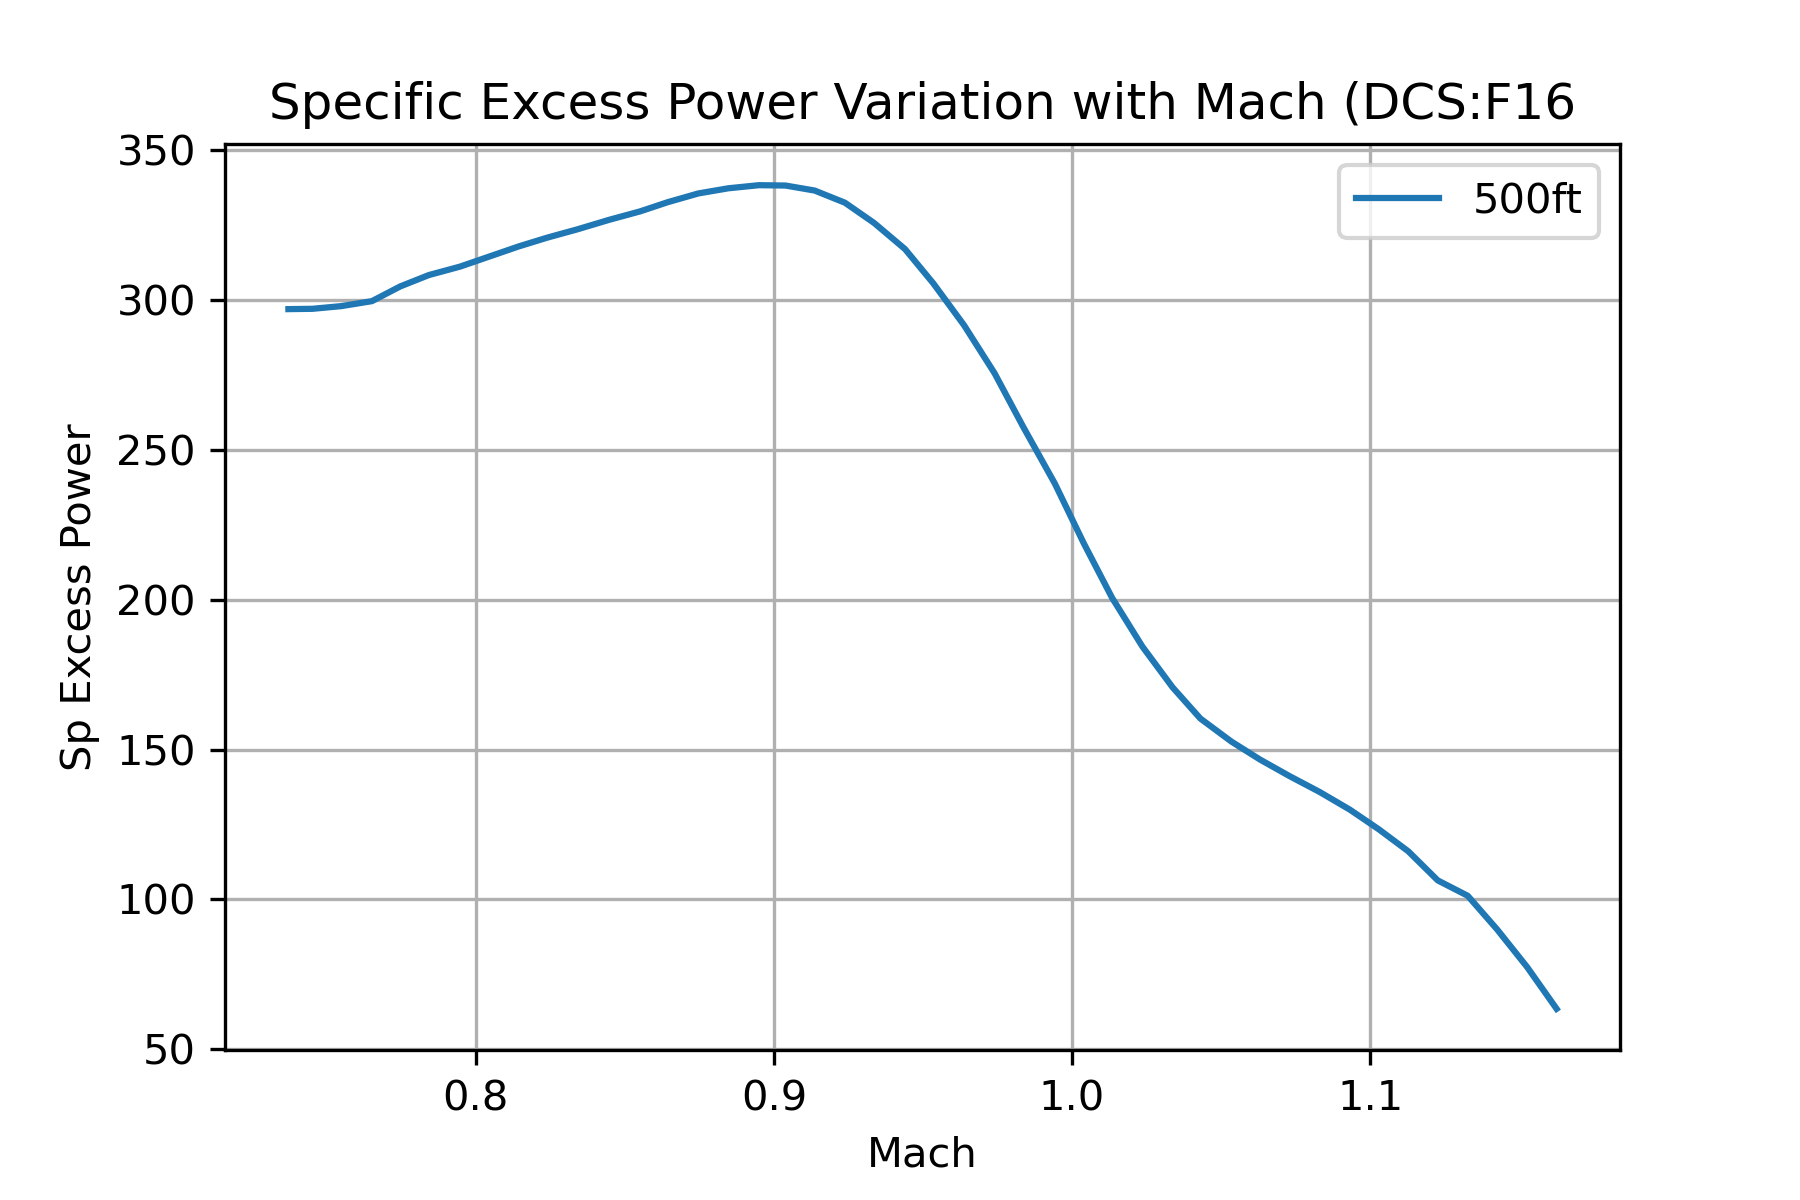 Specific Excess Power Variation with Mach (DCS:F16
350
300
250
200
150
100
50
Sp Excess Power
500ft
0.8 0.9 1.0 1.1
Mach